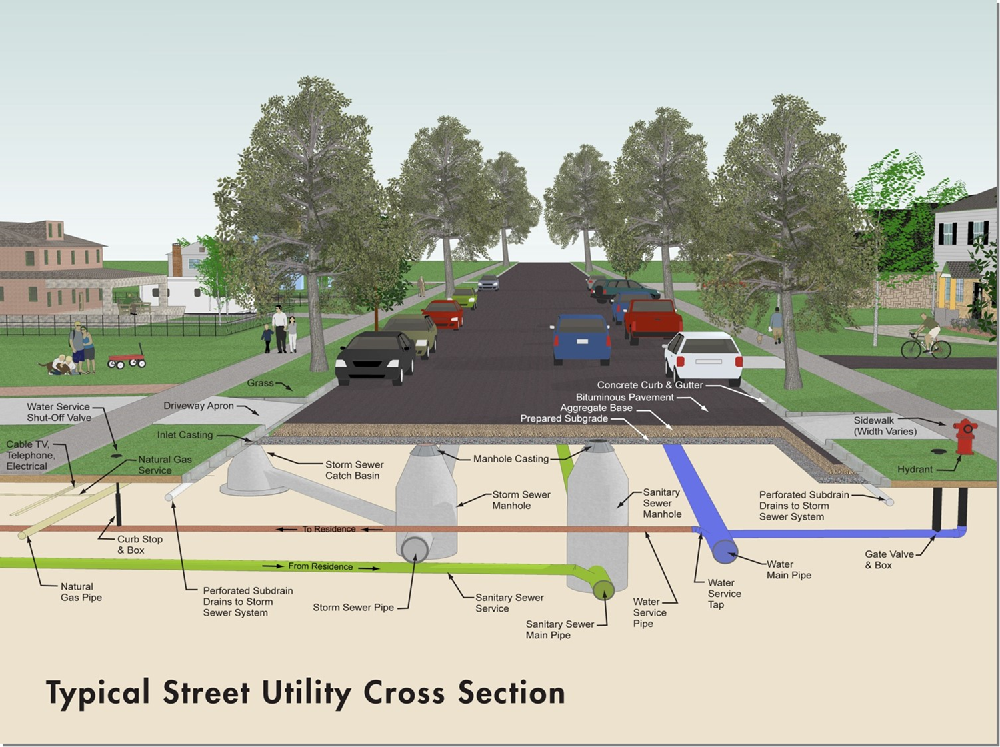 Grass
Concrete Curb & Gutter
Bituminous Pavement
Aggregate Base
Prepared Subgrade
Water Service
Shut-Off Valve
Driveway Apron
Inlet Casting
Sidewalk
(Width Varies)
Cable TV,
Telephone,
Electrical
Natural Gas
Service
Storm Sewer
Catch Basin
Manhole Casting
Hydrant
Storm Sewer
Manhole
Sanitary
Sewer
Manhole
Perforated Subdrain
Drains to Storm
Sewer System
To Residence
Curb Stop
& Box
Gate Valve
& Box
From Residence
Water
Main Pipe
Natural
Gas Pipe
Perforated Subdrain
Drains to Storm
Sewer System
Storm Sewer Pipe
Sanitary Sewer
Service
Water
Service
Tap
Water
Service
Pipe
Sanitary Sewer
Main Pipe
Typical Street Utility Cross Section